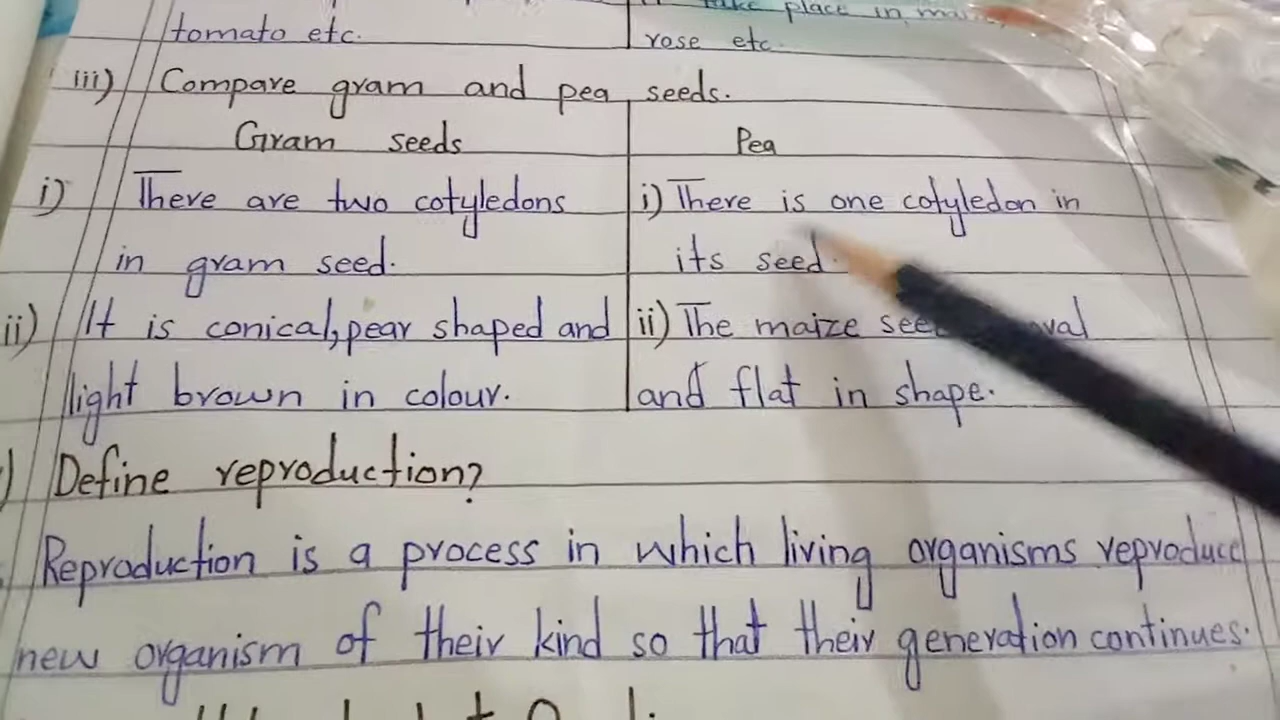 take place in
tomato etc.
rose etc.
iii) Compare gram and pea seeds.
Gram seeds
Pea
i) There are two cotyledons
in gram seed.
ii) It is conical, pear shaped and
light brown in colour.
i) There is one cotyledon in
its seed.
ii) The maize oval
and flat in shape.
Define reproduction?
Reproduction is a process in which living organisms reproduce
new organism of their kind so that their generation continues.